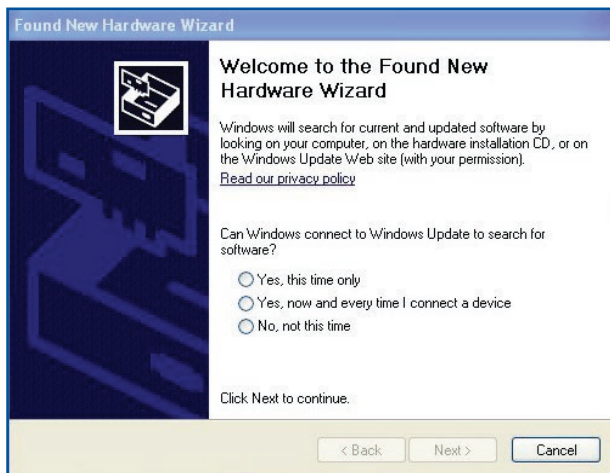 Found New Hardware Wizard
Welcome to the Found New
Hardware Wizard
Windows will search for current and updated software by
looking on your computer, on the hardware installation CD, or on
the Windows Update Web site (with your permission).
Read our privacy policy
Can Windows connect to Windows Update to search for
software?
Yes, this time only
Yes, now and every time I connect a device
No, not this time
Click Next to continue.
< Back
Next >
Cancel